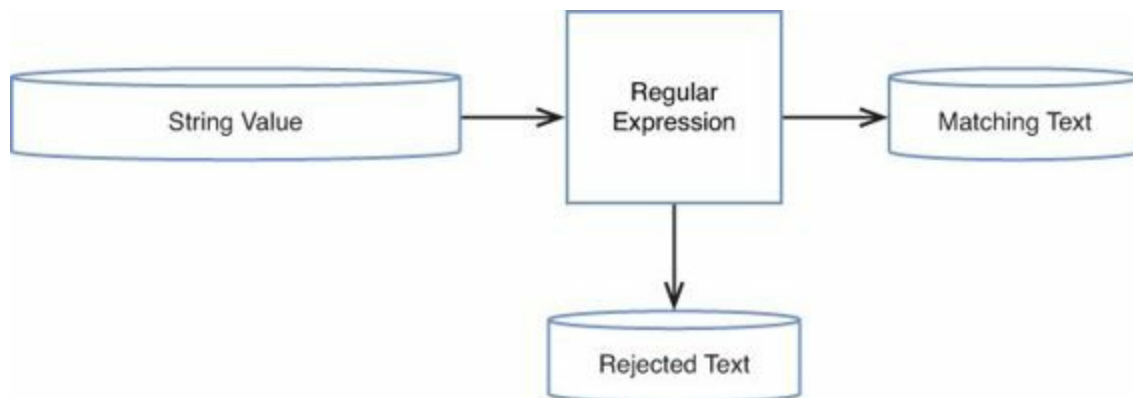 String Value
Regular
Expression
Matching Text
Rejected Text